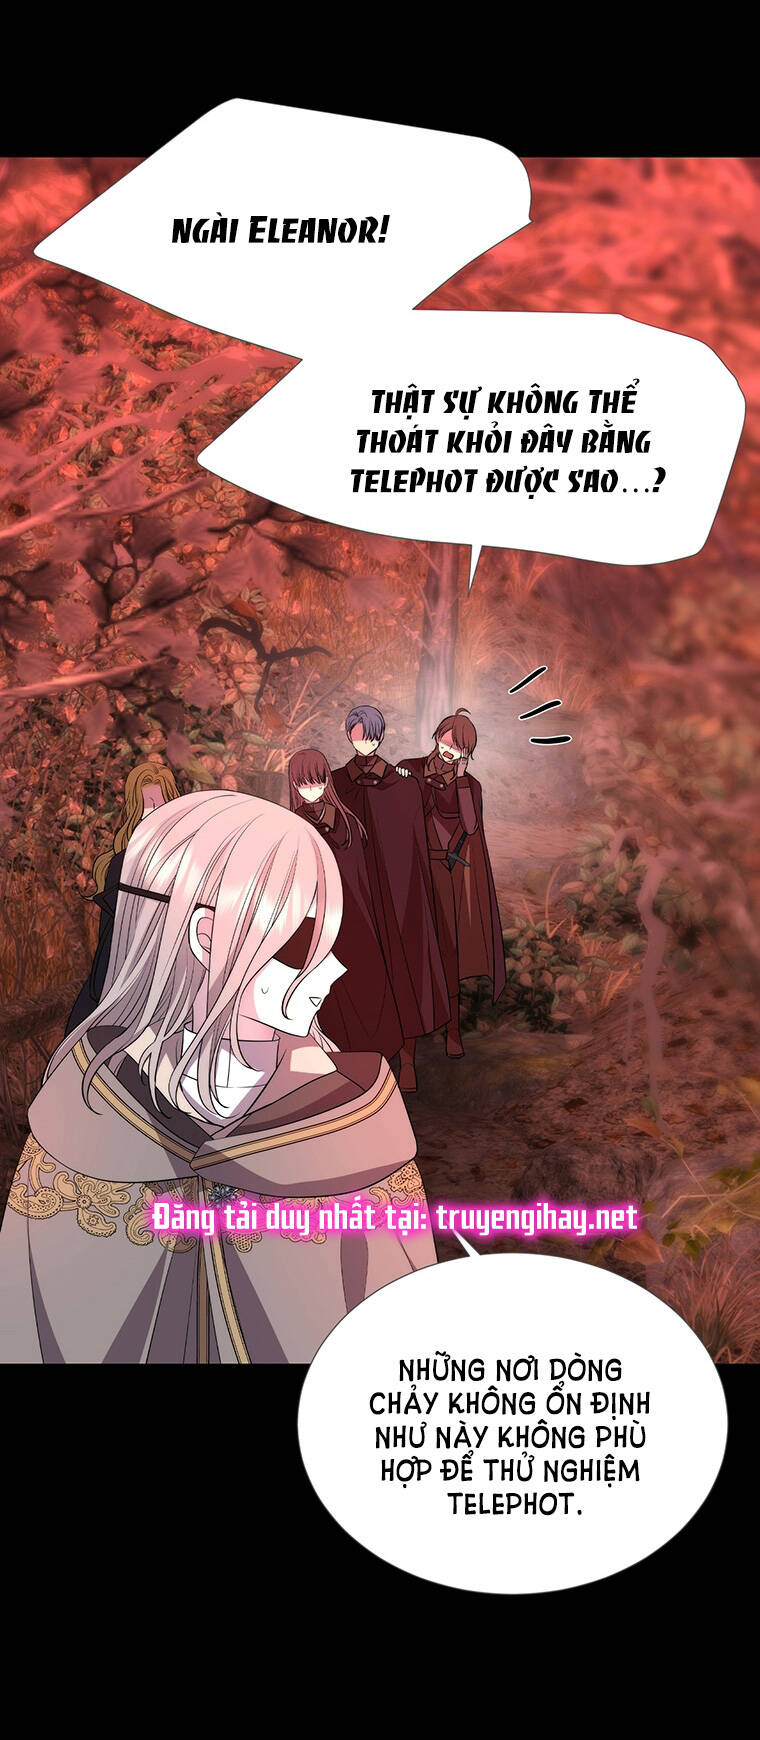 NGÀI ELEANOR!
THẬT SỰ KHÔNG THỂ
THOÁT KHỎI ĐÂY BẰNG
TELEPHOT ĐƯỢC SAO...?
Đăng tải duy nhất tại: truyengihay.net
NHỮNG NƠI DÒNG
CHẢY KHÔNG ỔN ĐỊNH
NHƯ NÀY KHÔNG PHÙ
HỢP ĐỂ THỬ NGHIỆM
TELEPHOT.